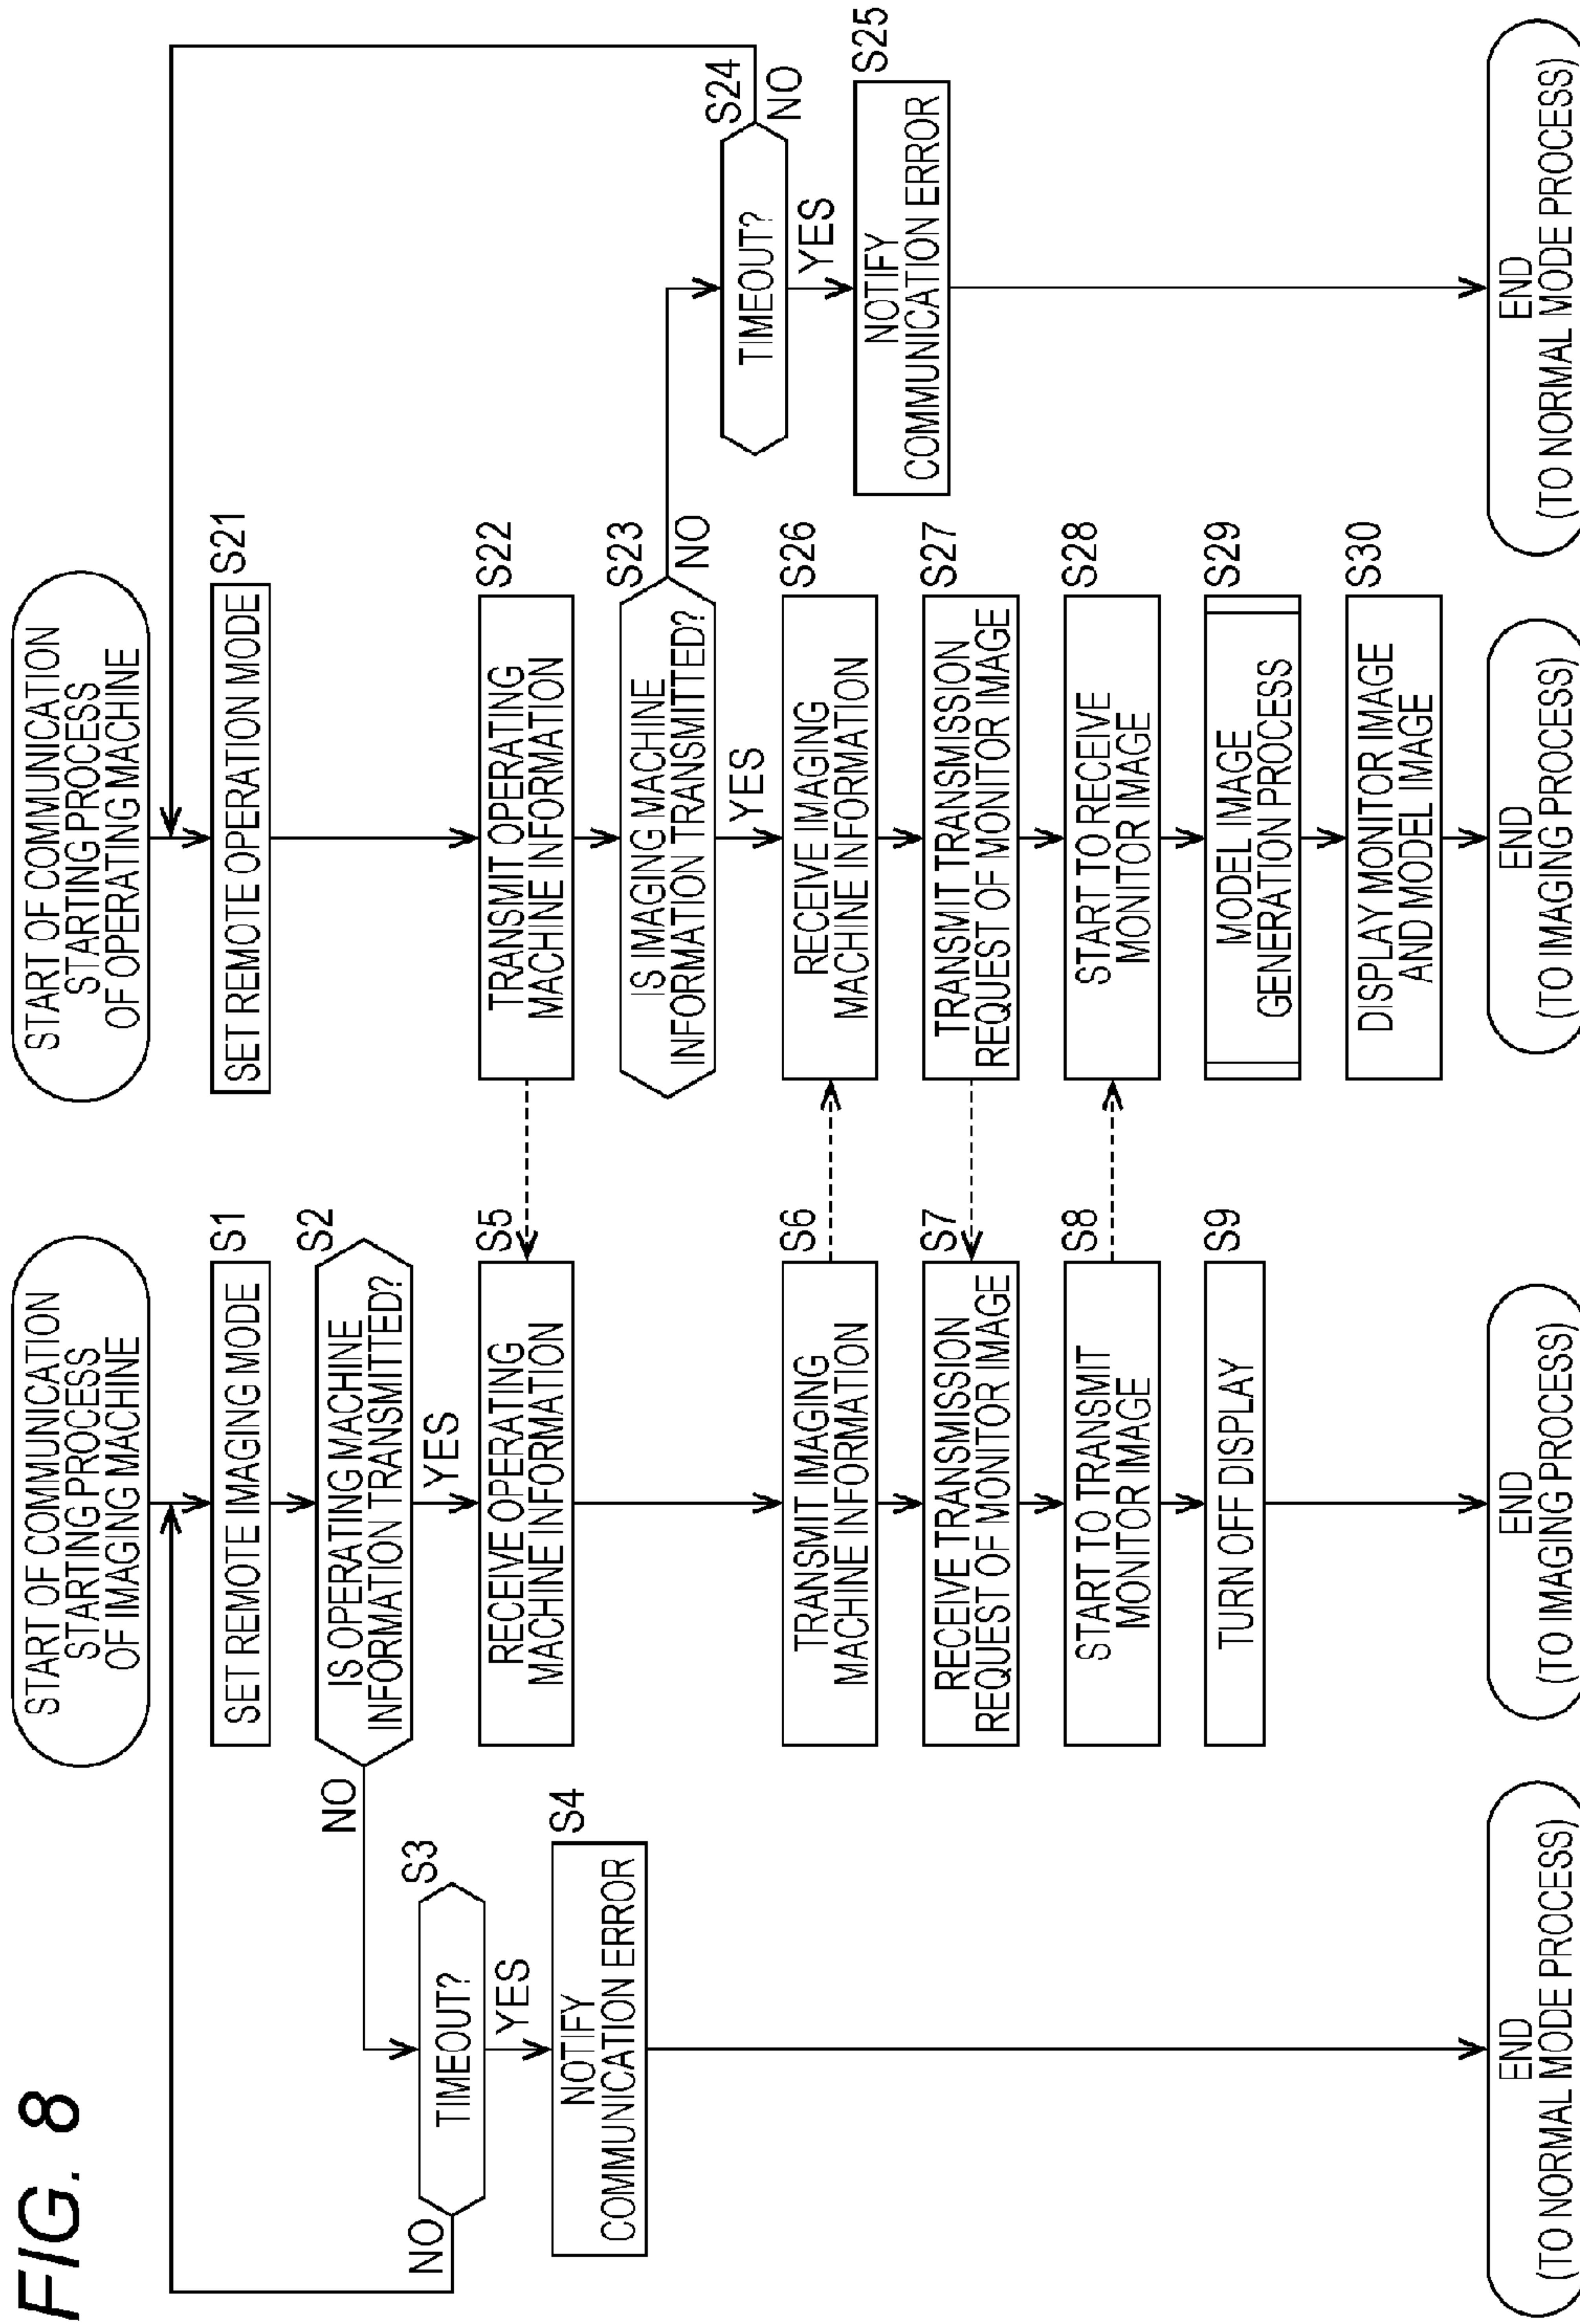 FIG. 8
START OF COMMUNICATION
STARTING PROCESS
OF IMAGING MACHINE
SET REMOTE IMAGING MODE
S1
IS OPERATING MACHINE
INFORMATION TRANSMITTED?
S2
NO
YES
TIMEOUT?
S3
NO
YES
NOTIFY
COMMUNICATION ERROR
S4
END
(TO NORMAL MODE PROCESS)
RECEIVE OPERATING
MACHINE INFORMATION
S5
TRANSMIT IMAGING
MACHINE INFORMATION
S6
RECEIVE TRANSMISSION
REQUEST OF MONITOR IMAGE
S7
START TO TRANSMIT
MONITOR IMAGE
S8
TURN OFF DISPLAY
S9
END
(TO IMAGING PROCESS)
START OF COMMUNICATION
STARTING PROCESS
OF OPERATING MACHINE
SET REMOTE OPERATION MODE
S21
TRANSMIT OPERATING
MACHINE INFORMATION
S22
IS IMAGING MACHINE
INFORMATION TRANSMITTED?
S23
NO
YES
TIMEOUT?
S24
NO
YES
NOTIFY
COMMUNICATION ERROR
S25
END
(TO NORMAL MODE PROCESS)
RECEIVE IMAGING
MACHINE INFORMATION
S26
TRANSMIT TRANSMISSION
REQUEST OF MONITOR IMAGE
S27
START TO RECEIVE
MONITOR IMAGE
S28
MODEL IMAGE
GENERATION PROCESS
S29
DISPLAY MONITOR IMAGE
AND MODEL IMAGE
S30
END
(TO IMAGING PROCESS)